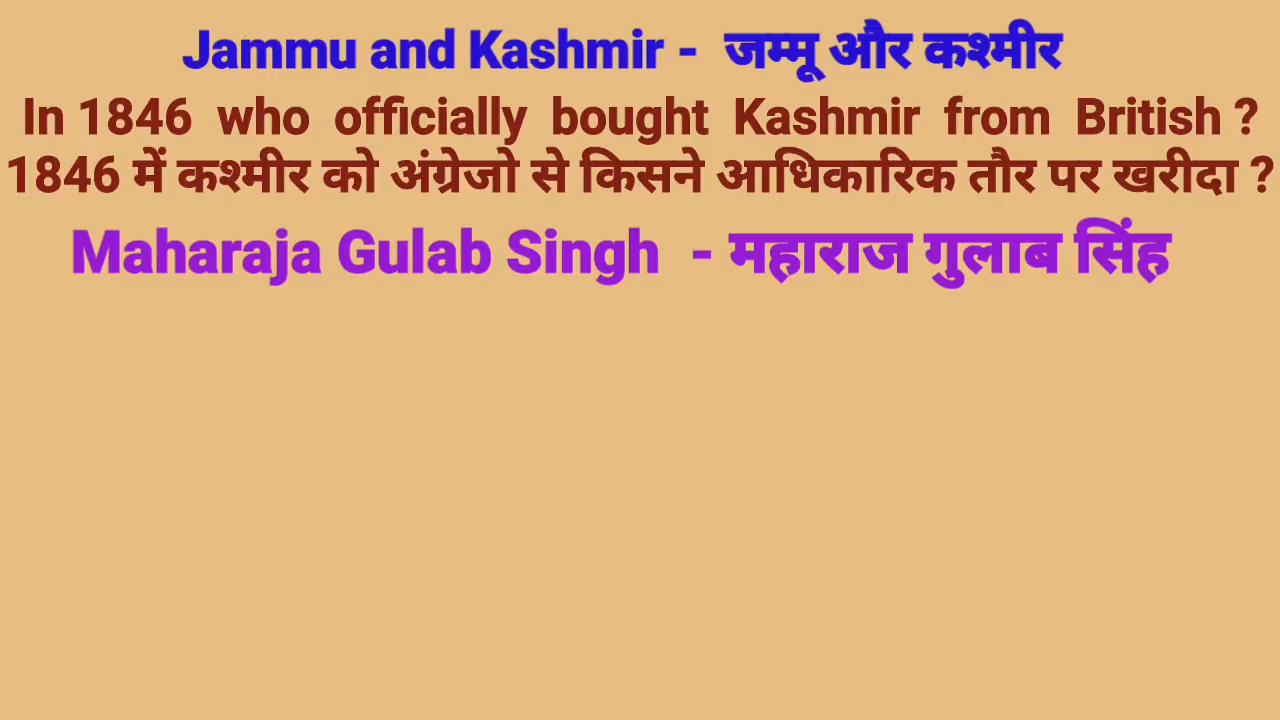 Jammu and Kashmir - जम्मू और कश्मीर
In 1846 who officially bought Kashmir from British ?
1846 में कश्मीर को अंग्रेजो से किसने आधिकारिक तौर पर खरीदा ?
Maharaja Gulab Singh - महाराज गुलाब सिंह